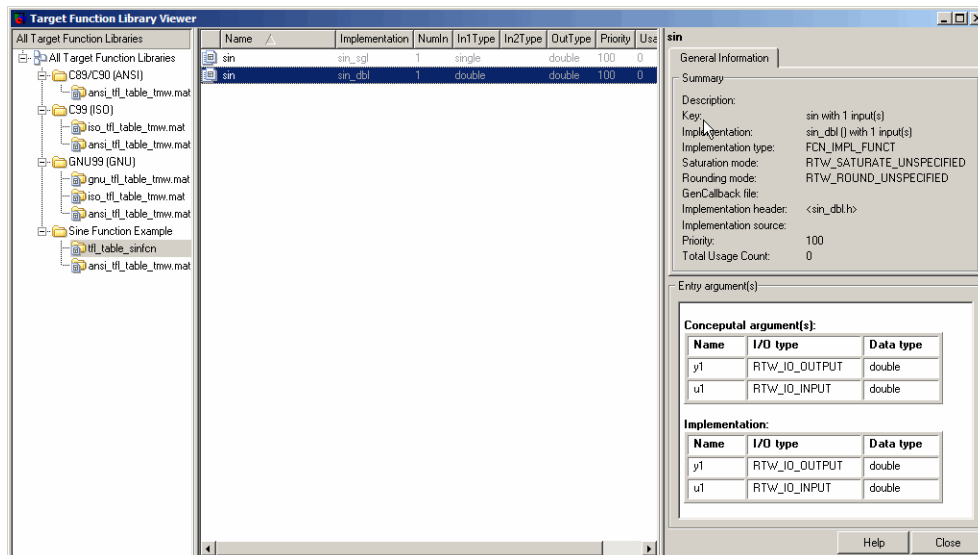 Target Function Library Viewer
All Target Function Libraries
All Target Function Libraries
C89/C90 (ANSI)
ansi_tfl_table_tmw.mat
C99 (ISO)
iso_tfl_table_tmw.mat
ansi_tfl_table_tmw.mat
GNU99 (GNU)
gnu_tfl_table_tmw.mat
iso_tfl_table_tmw.mat
ansi_tfl_table_tmw.mat
Sine Function Example
tfl_table_sinfcn
ansi_tfl_table_tmw.mat
Name Implementation NumIn In1Type In2Type OutType Priority Usa
sin sin_sgl 1 single double 100 0
sin sin_dbl 1 double double 100 0
sin
General Information
Summary
Description:
Key: sin with 1 input(s)
Implementation: sin_dbl () with 1 input(s)
Implementation type: FCN_IMPL_FUNCT
Saturation mode: RTW_SATURATE_UNSPECIFIED
Rounding mode: RTW_ROUND_UNSPECIFIED
GenCallback file:
Implementation header: <sin_dbl.h>
Implementation source:
Priority: 100
Total Usage Count: 0
Entry argument(s)
Conceputal argument(s):
Name I/O type Data type
y1 RTW_IO_OUTPUT double
u1 RTW_IO_INPUT double
Implementation:
Name I/O type Data type
y1 RTW_IO_OUTPUT double
u1 RTW_IO_INPUT double
Help Close